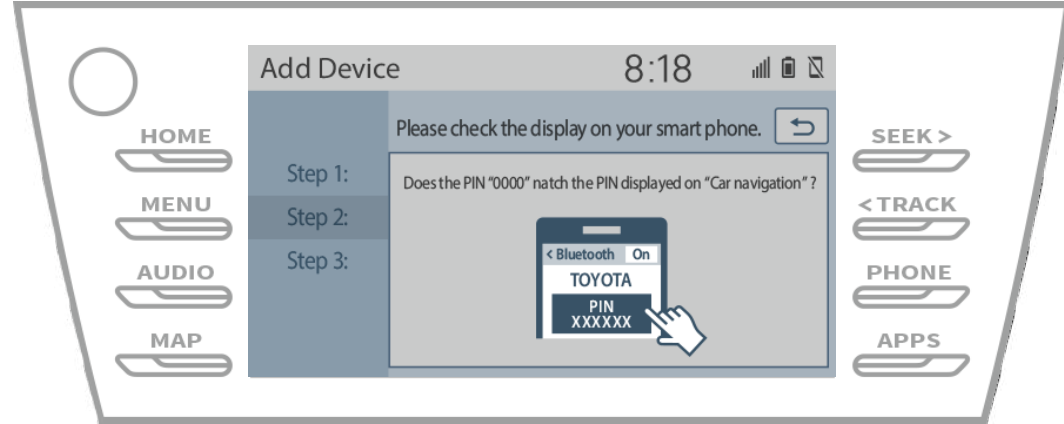 Add Device 8:18
Please check the display on your smart phone.
HOME
SEEK >
Step 1:
Does the PIN “0000” natch the PIN displayed on “Car navigation” ?
MENU
Step 2:
< TRACK
< Bluetooth On
Step 3:
AUDIO
TOYOTA
PHONE
PIN
XXXXXX
MAP
APPS